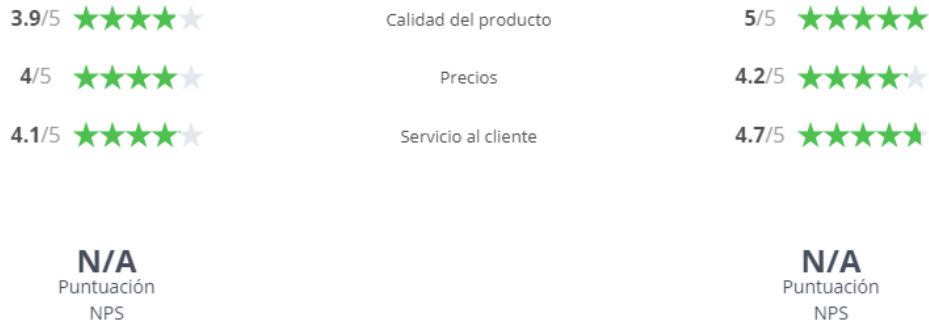 3.9/5 Calidad del producto 5/5
4/5 Precios 4.2/5
4.1/5 Servicio al cliente 4.7/5
N/A N/A
Puntuación Puntuación
NPS NPS